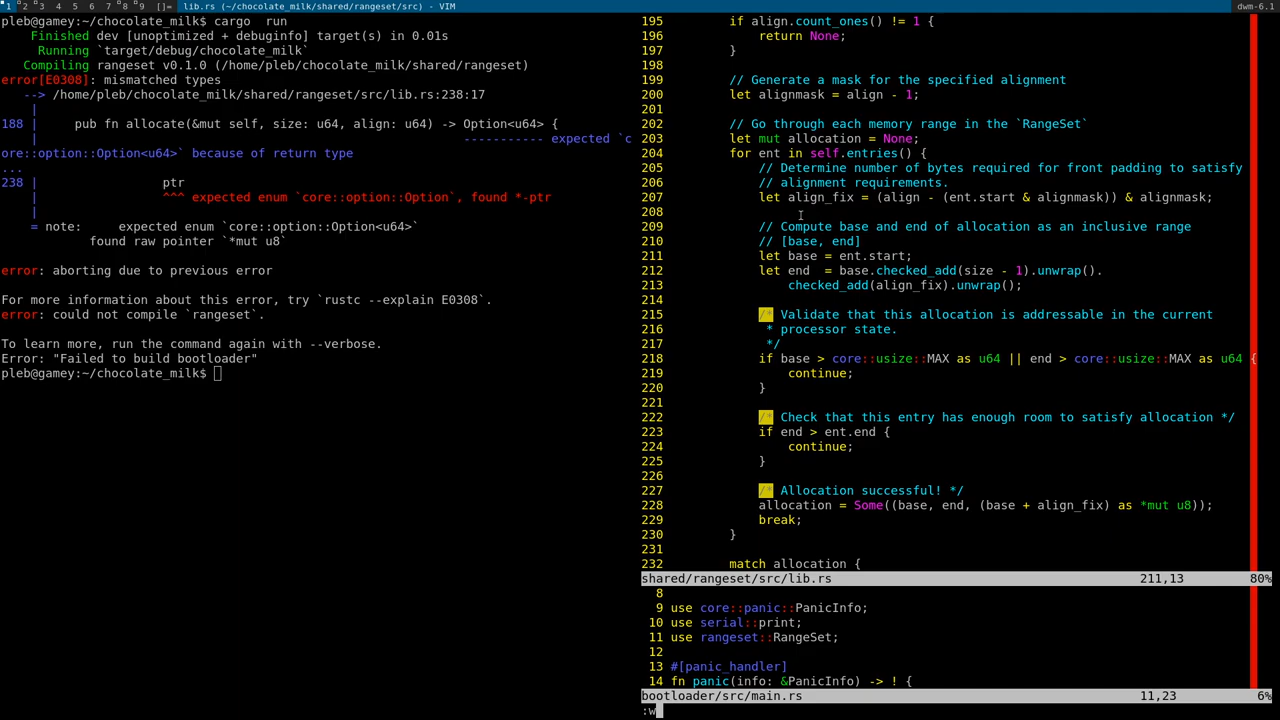 1 2 3 4 5 6 7 8 9 []= lib.rs (~/chocolate_milk/shared/rangeset/src) - VIM dwm-6.1
pleb@gamey:~/chocolate_milk$ cargo  run
    Finished dev [unoptimized + debuginfo] target(s) in 0.01s
     Running `target/debug/chocolate_milk`
   Compiling rangeset v0.1.0 (/home/pleb/chocolate_milk/shared/rangeset)
error[E0308]: mismatched types
   --> /home/pleb/chocolate_milk/shared/rangeset/src/lib.rs:238:17
    |
188 |     pub fn allocate(&mut self, size: u64, align: u64) -> Option<u64> {
    |                                                          ----------- expected `c
ore::option::Option<u64>` because of return type
...
238 |                 ptr
    |                 ^^^ expected enum `core::option::Option`, found *-ptr
    |
    = note:     expected enum `core::option::Option<u64>`
            found raw pointer `*mut u8`
error: aborting due to previous error
For more information about this error, try `rustc --explain E0308`.
error: could not compile `rangeset`.
To learn more, run the command again with --verbose.
Error: "Failed to build bootloader"
pleb@gamey:~/chocolate_milk$
195         if align.count_ones() != 1 {
196             return None;
197         }
198
199         // Generate a mask for the specified alignment
200         let alignmask = align - 1;
201
202         // Go through each memory range in the `RangeSet`
203         let mut allocation = None;
204         for ent in self.entries() {
205             // Determine number of bytes required for front padding to satisfy
206             // alignment requirements.
207             let align_fix = (align - (ent.start & alignmask)) & alignmask;
208
209             // Compute base and end of allocation as an inclusive range
210             // [base, end]
211             let base = ent.start;
212             let end  = base.checked_add(size - 1).unwrap().
213                 checked_add(align_fix).unwrap();
214
215             /* Validate that this allocation is addressable in the current
216              * processor state.
217              */
218             if base > core::usize::MAX as u64 || end > core::usize::MAX as u64 {
219                 continue;
220             }
221
222             /* Check that this entry has enough room to satisfy allocation */
223             if end > ent.end {
224                 continue;
225             }
226
227             /* Allocation successful! */
228             allocation = Some((base, end, (base + align_fix) as *mut u8));
229             break;
230         }
231
232         match allocation {
shared/rangeset/src/lib.rs 211,13 80%
8
9 use core::panic::PanicInfo;
10 use serial::print;
11 use rangeset::RangeSet;
12
13 #[panic_handler]
14 fn panic(info: &PanicInfo) -> ! {
bootloader/src/main.rs 11,23 6%
:w